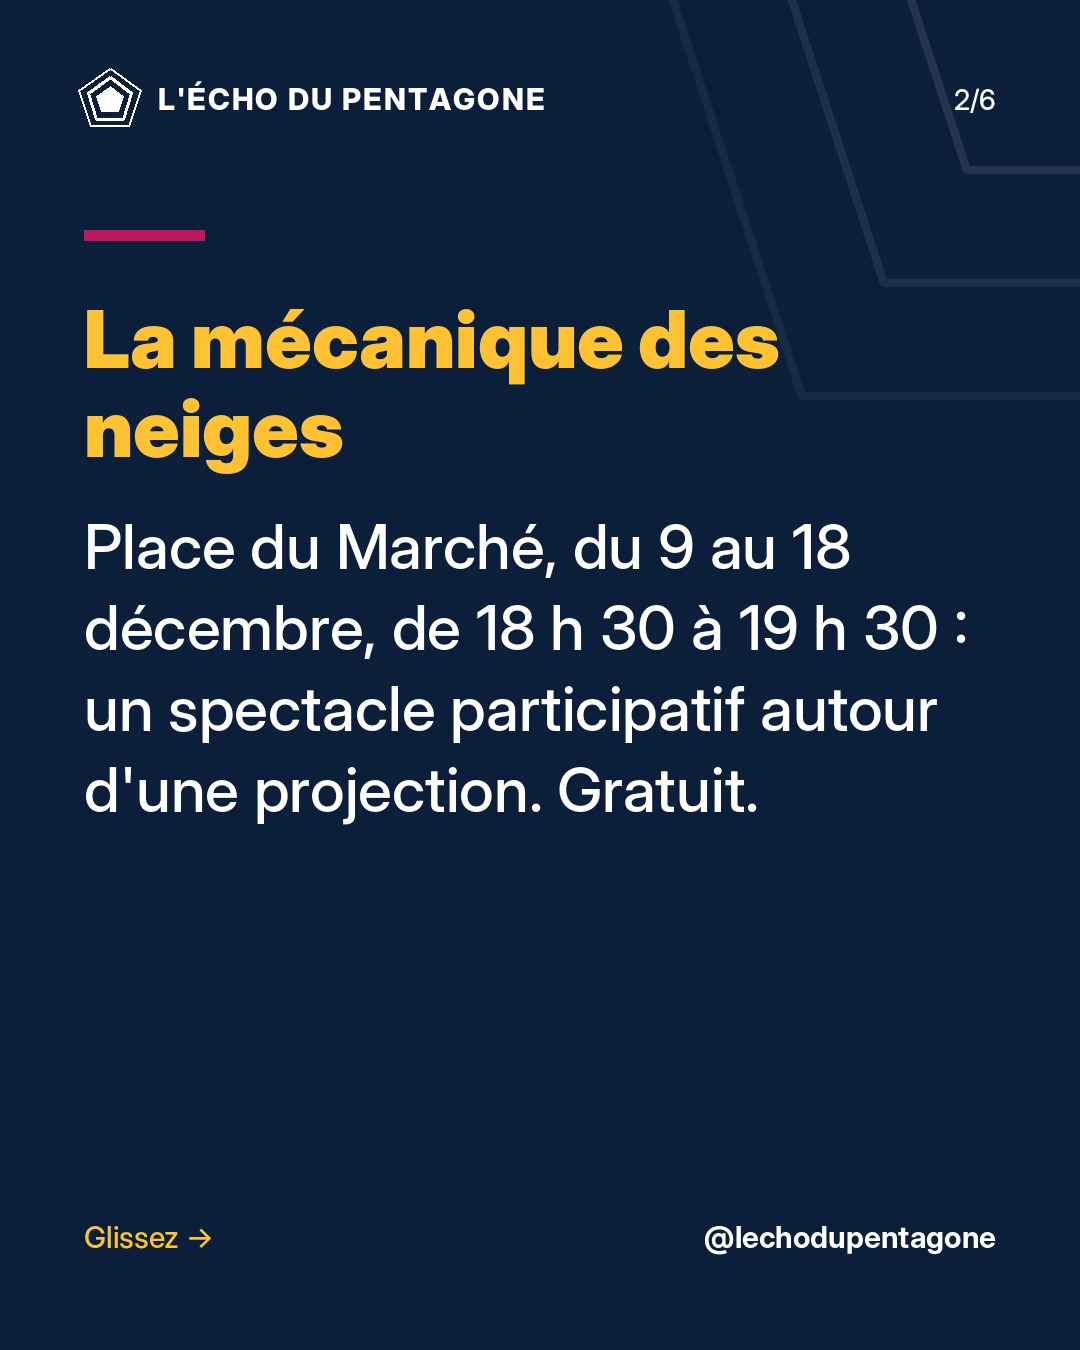 L'ÉCHO DU PENTAGONE
2/6
La mécanique des
neiges
Place du Marché, du 9 au 18
décembre, de 18 h 30 à 19 h 30 :
un spectacle participatif autour
d'une projection. Gratuit.
Glissez →
@lechodupentagone